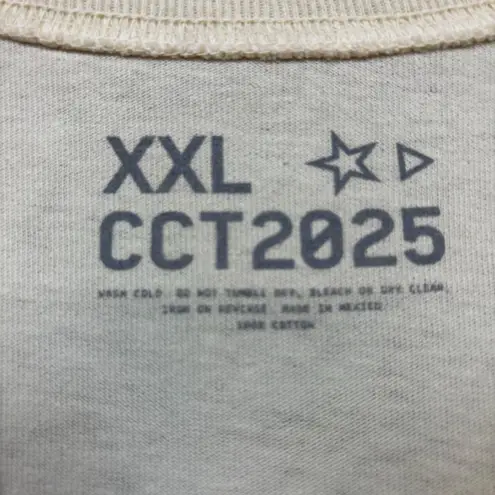 XXL
CCT2025
WASH COLD. DO NOT TUMBLE DRY, BLEACH OR DRY CLEAN,
IRON ON REVERSE. MADE IN MEXICO
100% COTTON